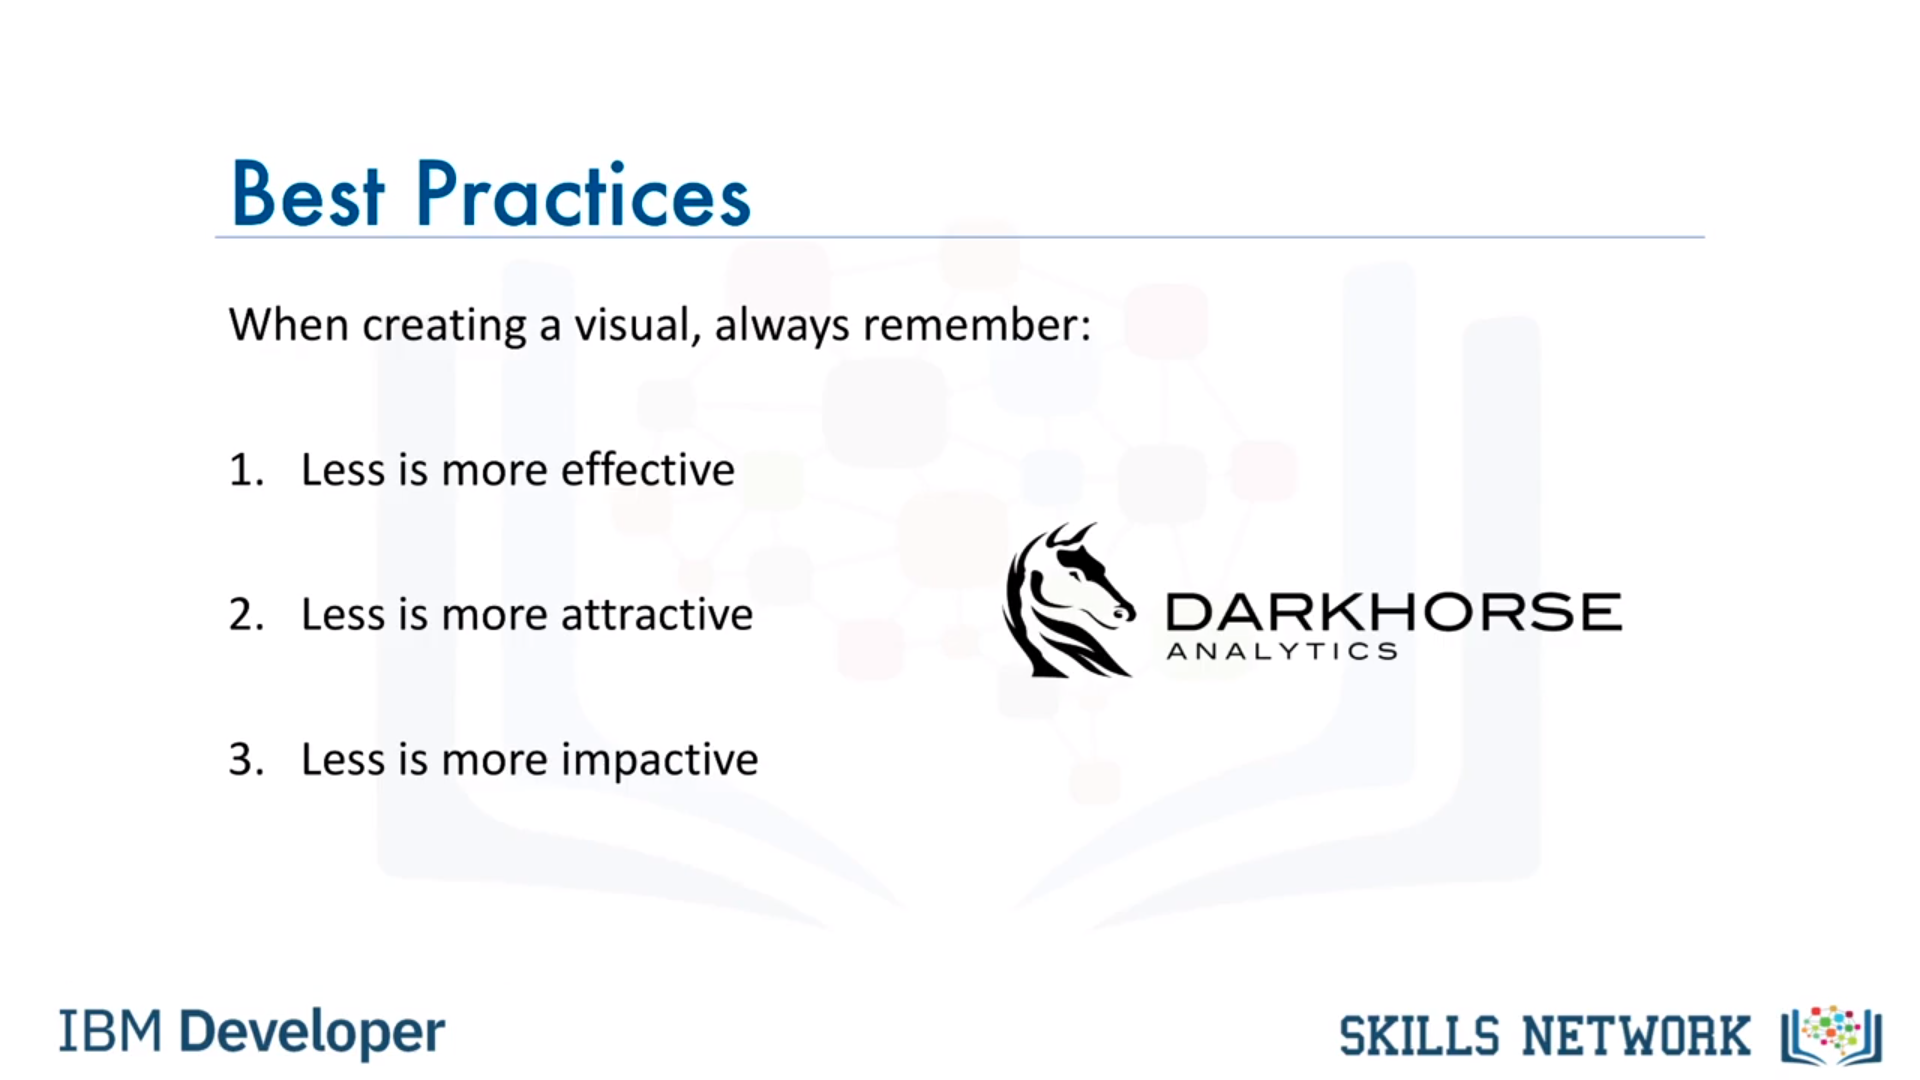 Best Practices
When creating a visual, always remember:
1. Less is more effective
2. Less is more attractive
3. Less is more impactive
DARKHORSE
ANALYTICS
IBM Developer
SKILLS NETWORK